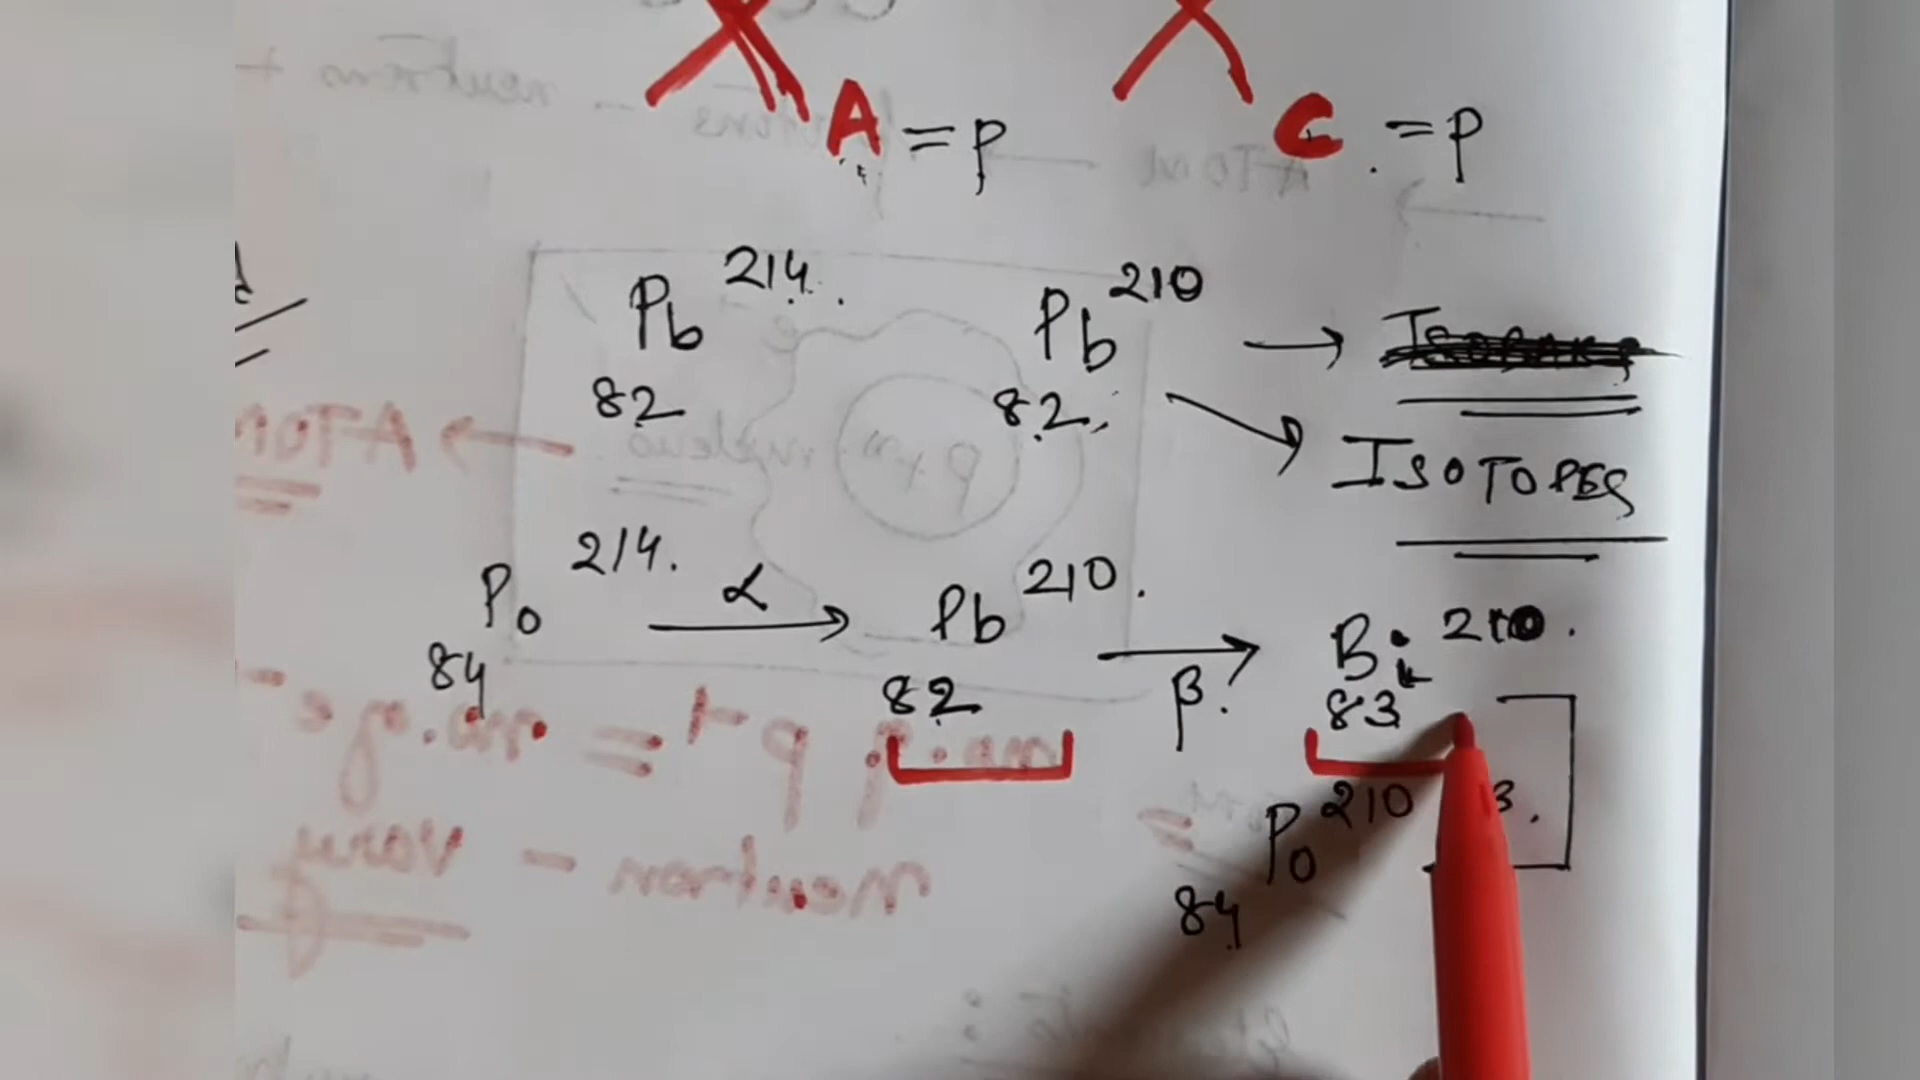 X A = P X C . = P
Pb 214 Pb 210 →
82 82
→ ISOTOPES
Po 214. α → Pb 210. → β. Bi 210.
84 82 83
Po 210 β.
84